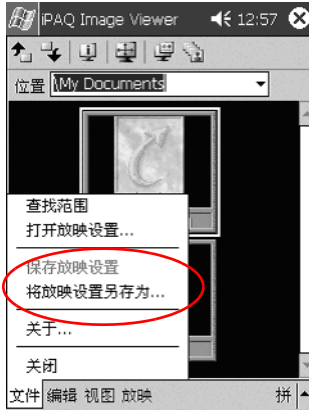 iPAQ Image Viewer 12:57
位置 \My Documents
查找范围
打开放映设置...
保存放映设置
将放映设置另存为...
关于...
关闭
文件 编辑 视图 放映 拼